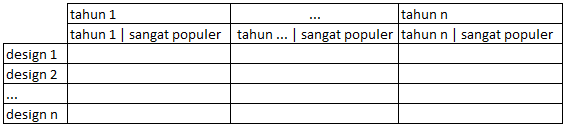 tahun 1 ... tahun n
tahun 1 | sangat populer tahun ... | sangat populer tahun n | sangat populer
design 1
design 2
...
design n